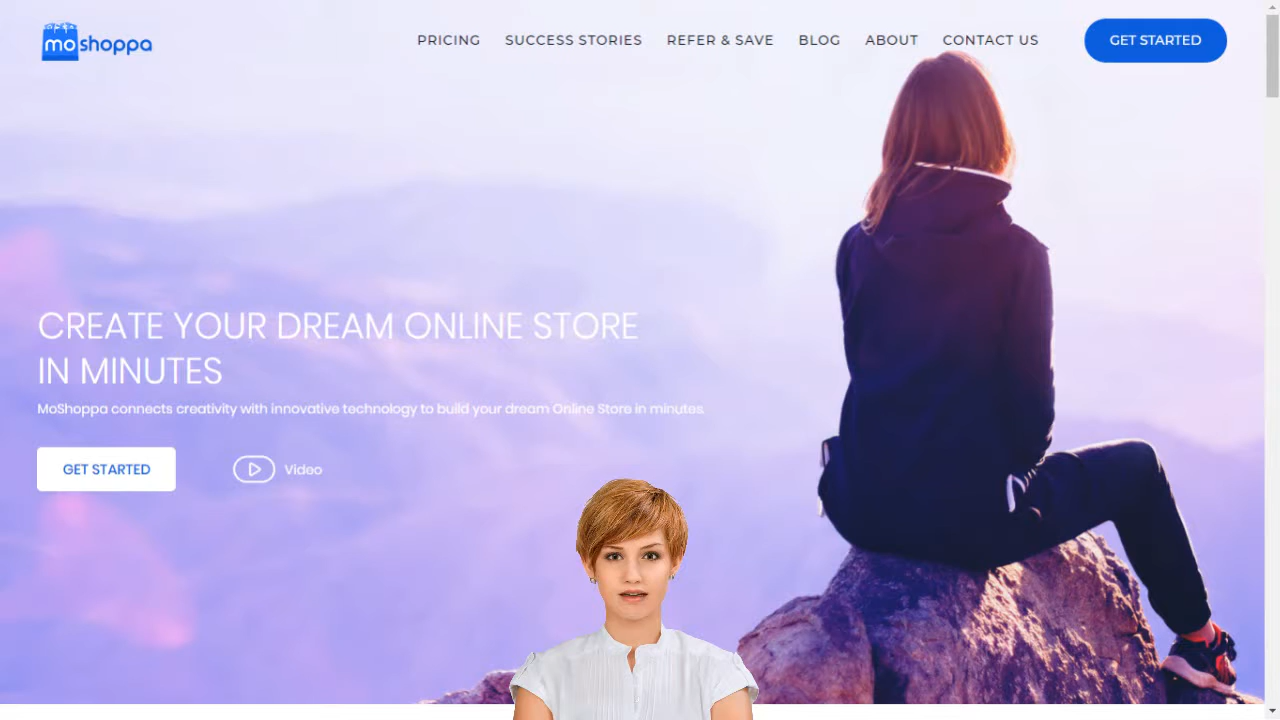 moshoppa
PRICING SUCCESS STORIES REFER & SAVE BLOG ABOUT CONTACT US GET STARTED
CREATE YOUR DREAM ONLINE STORE
IN MINUTES
MoShoppa connects creativity with innovative technology to build your dream Online Store in minutes.
GET STARTED Video